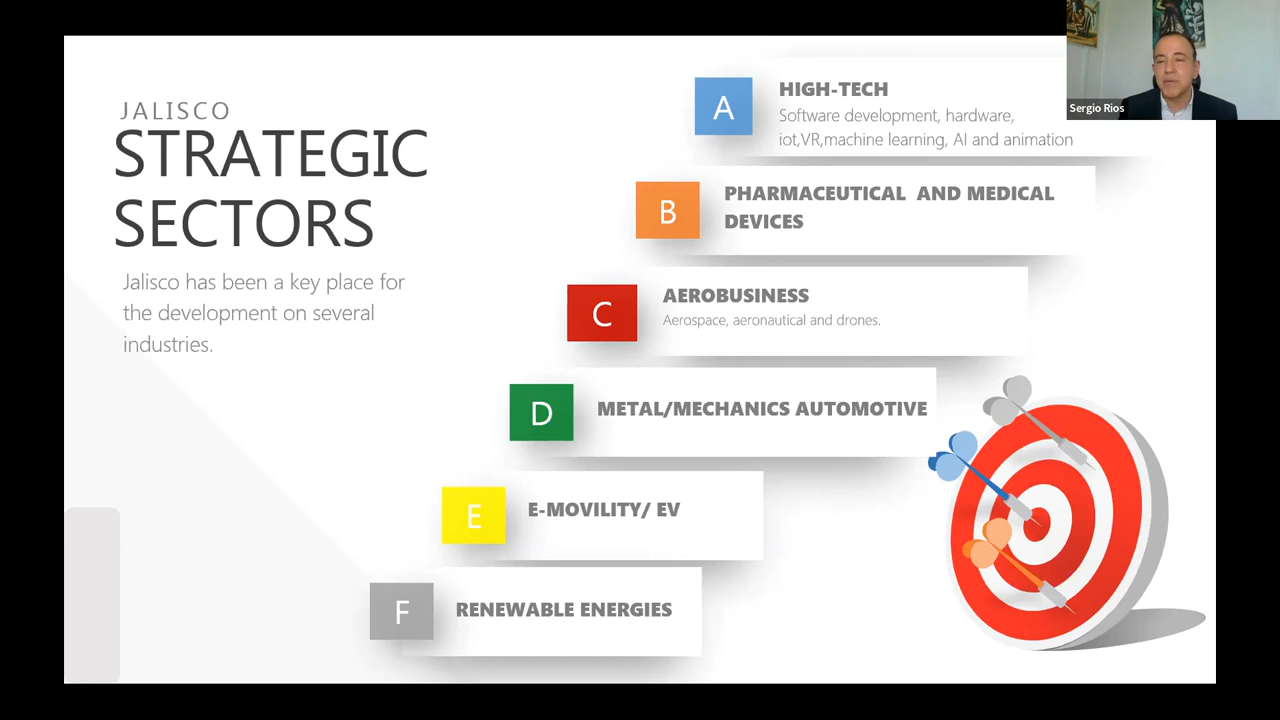 JALISCO
STRATEGIC
SECTORS
Jalisco has been a key place for
the development on several
industries.
A
HIGH-TECH
Software development, hardware,
iot,VR,machine learning, AI and animation
B
PHARMACEUTICAL AND MEDICAL
DEVICES
C
AEROBUSINESS
Aerospace, aeronautical and drones.
D
METAL/MECHANICS AUTOMOTIVE
E
E-MOVILITY/ EV
F
RENEWABLE ENERGIES
Sergio Rios